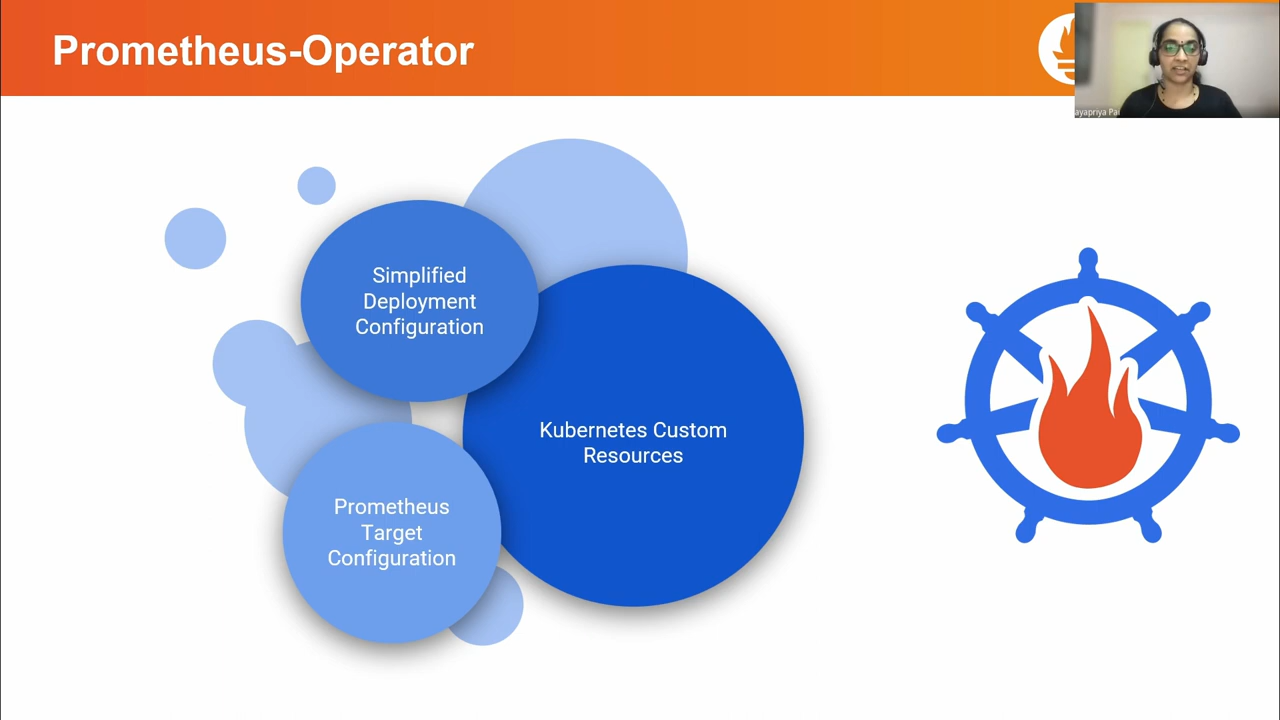 Prometheus-Operator
Simplified
Deployment
Configuration
Kubernetes Custom
Resources
Prometheus
Target
Configuration